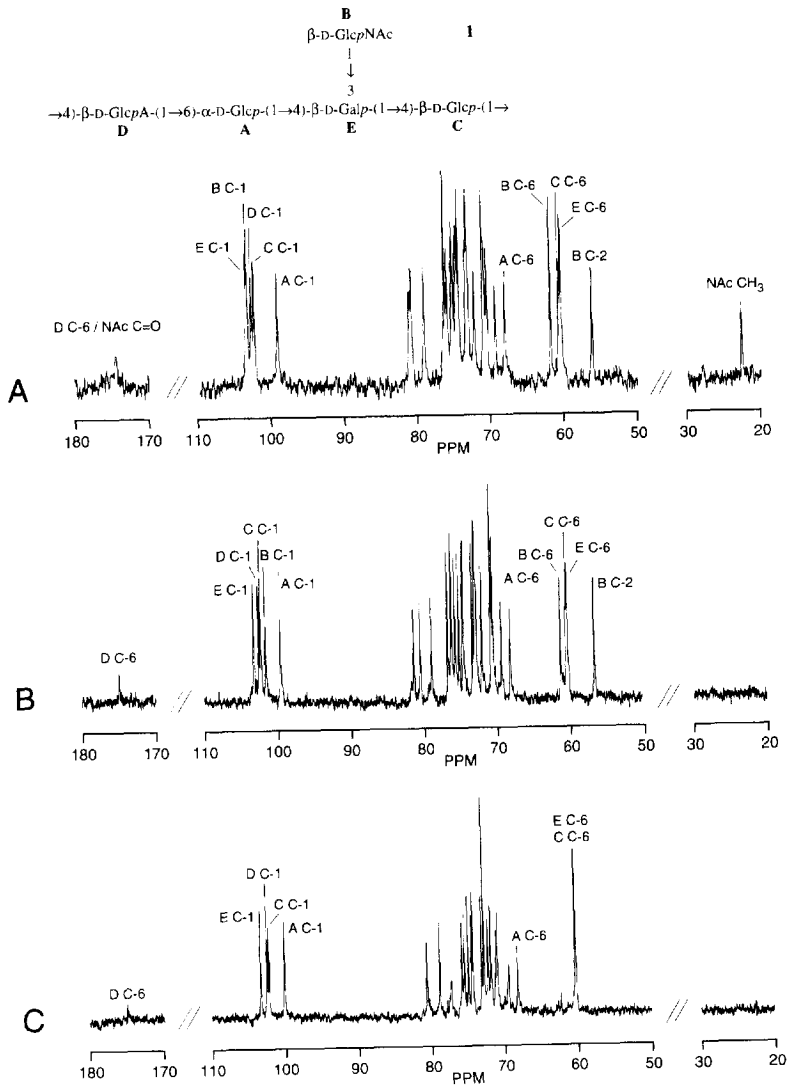 B
β-D-GlcpNAc 1
1
↓
3
→4)-β-D-GlcpA-(1→6)-α-D-Glcp-(1→4)-β-D-Galp-(1→4)-β-D-Glcp-(1→
D A E C
B C-1
D C-1
E C-1
C C-1
A C-1
B C-6
C C-6
E C-6
A C-6
B C-2
NAc CH3
D C-6 / NAc C=O
A
180 170 110 100 90 80 70 60 50 30 20
PPM
C C-1
D C-1
B C-1
E C-1
A C-1
C C-6
B C-6
E C-6
A C-6
B C-2
D C-6
B
180 170 110 100 90 80 70 60 50 30 20
PPM
E C-6
C C-6
D C-1
E C-1
C C-1
A C-1
A C-6
D C-6
C
180 170 110 100 90 80 70 60 50 30 20
PPM